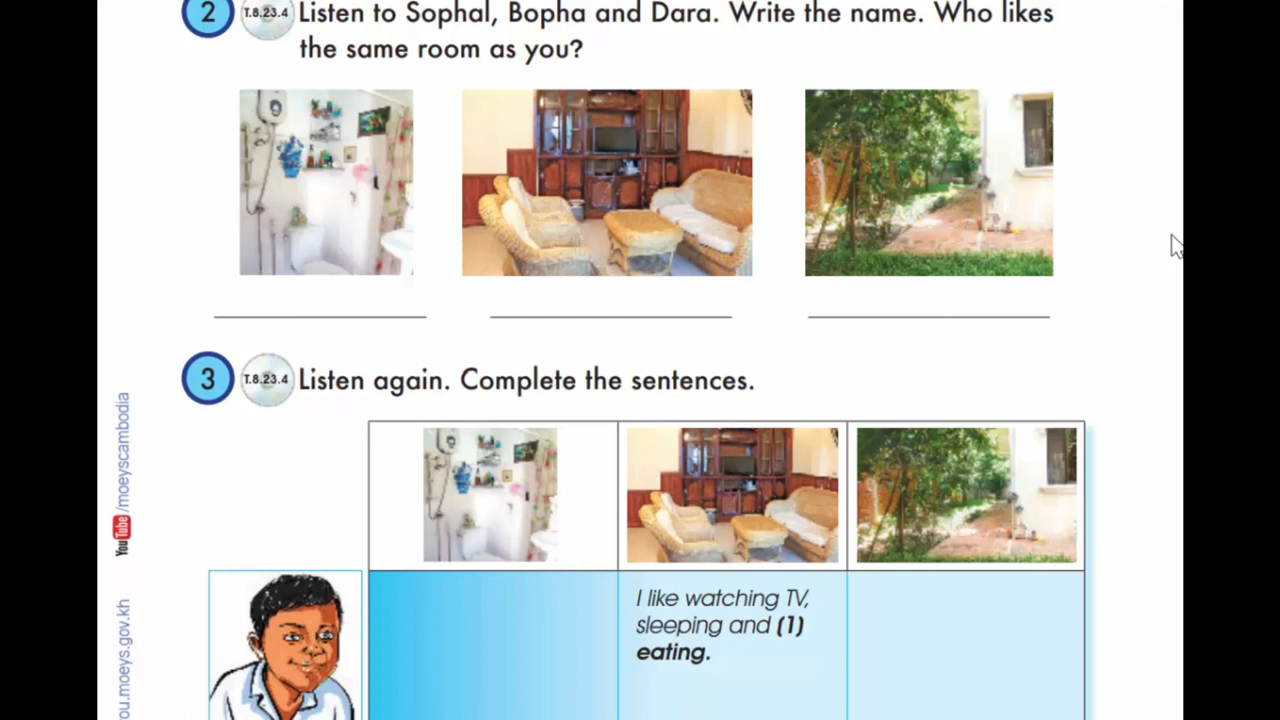 2 T.8.23.4 Listen to Sophal, Bopha and Dara. Write the name. Who likes
the same room as you?
3 T.8.23.4 Listen again. Complete the sentences.
I like watching TV,
sleeping and (1)
eating.
YouTube /moeyscambodia
ou.moeys.gov.kh